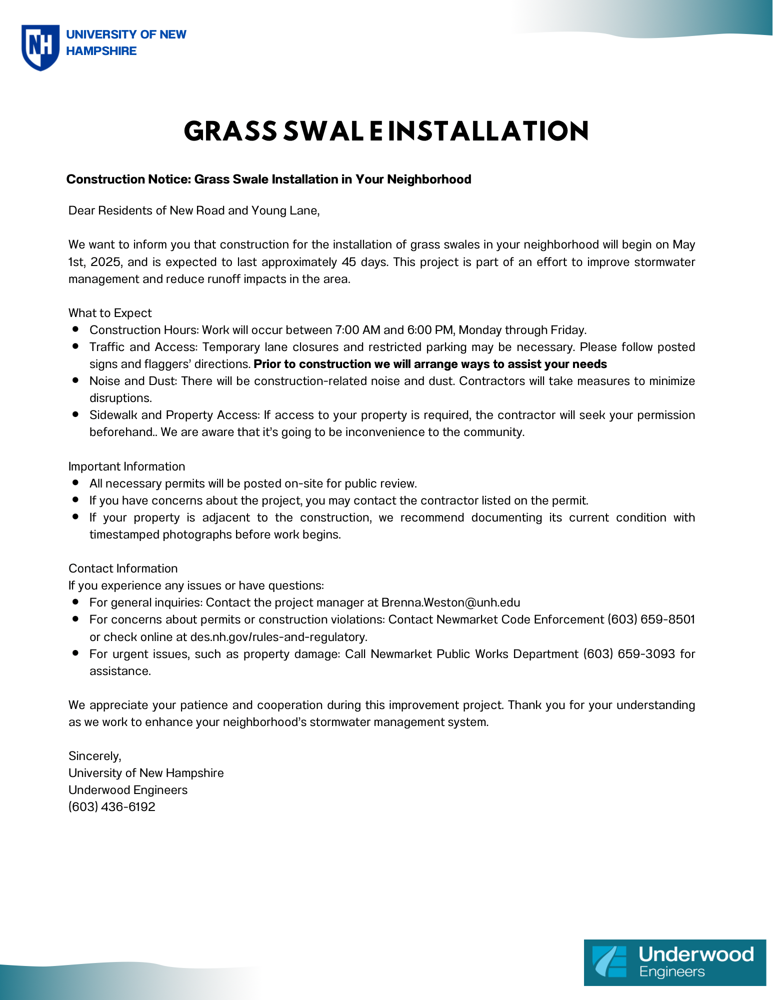 NH
UNIVERSITY OF NEW
HAMPSHIRE
GRASS SWALE INSTALLATION
Construction Notice: Grass Swale Installation in Your Neighborhood
Dear Residents of New Road and Young Lane,
We want to inform you that construction for the installation of grass swales in your neighborhood will begin on May
1st, 2025, and is expected to last approximately 45 days. This project is part of an effort to improve stormwater
management and reduce runoff impacts in the area.
What to Expect
• Construction Hours: Work will occur between 7:00 AM and 6:00 PM, Monday through Friday.
• Traffic and Access: Temporary lane closures and restricted parking may be necessary. Please follow posted
signs and flaggers’ directions. Prior to construction we will arrange ways to assist your needs
• Noise and Dust: There will be construction-related noise and dust. Contractors will take measures to minimize
disruptions.
• Sidewalk and Property Access: If access to your property is required, the contractor will seek your permission
beforehand.. We are aware that it’s going to be inconvenience to the community.
Important Information
• All necessary permits will be posted on-site for public review.
• If you have concerns about the project, you may contact the contractor listed on the permit.
• If your property is adjacent to the construction, we recommend documenting its current condition with
timestamped photographs before work begins.
Contact Information
If you experience any issues or have questions:
• For general inquiries: Contact the project manager at Brenna.Weston@unh.edu
• For concerns about permits or construction violations: Contact Newmarket Code Enforcement (603) 659-8501
or check online at des.nh.gov/rules-and-regulatory.
• For urgent issues, such as property damage: Call Newmarket Public Works Department (603) 659-3093 for
assistance.
We appreciate your patience and cooperation during this improvement project. Thank you for your understanding
as we work to enhance your neighborhood’s stormwater management system.
Sincerely,
University of New Hampshire
Underwood Engineers
(603) 436-6192
Underwood
Engineers